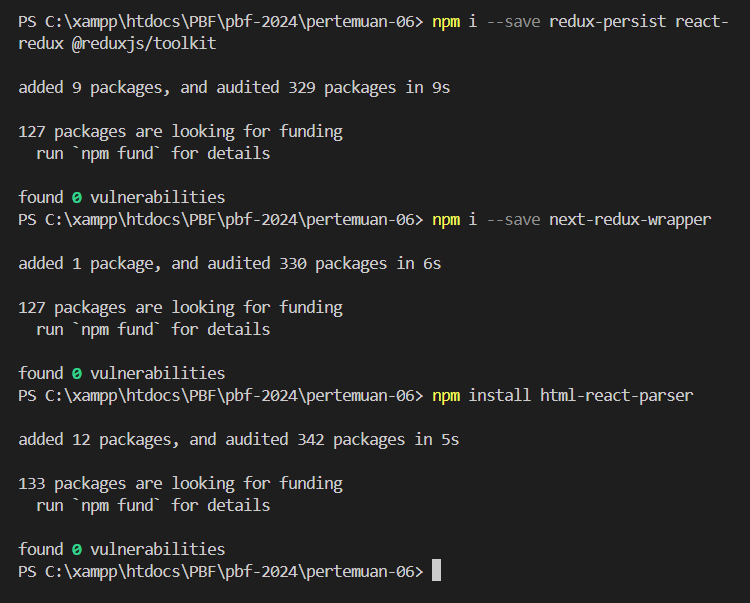 PS C:\xampp\htdocs\PBF\pbf-2024\pertemuan-06> npm i --save redux-persist react-
redux @reduxjs/toolkit
added 9 packages, and audited 329 packages in 9s
127 packages are looking for funding
  run `npm fund` for details
found 0 vulnerabilities
PS C:\xampp\htdocs\PBF\pbf-2024\pertemuan-06> npm i --save next-redux-wrapper
added 1 package, and audited 330 packages in 6s
127 packages are looking for funding
  run `npm fund` for details
found 0 vulnerabilities
PS C:\xampp\htdocs\PBF\pbf-2024\pertemuan-06> npm install html-react-parser
added 12 packages, and audited 342 packages in 5s
133 packages are looking for funding
  run `npm fund` for details
found 0 vulnerabilities
PS C:\xampp\htdocs\PBF\pbf-2024\pertemuan-06>